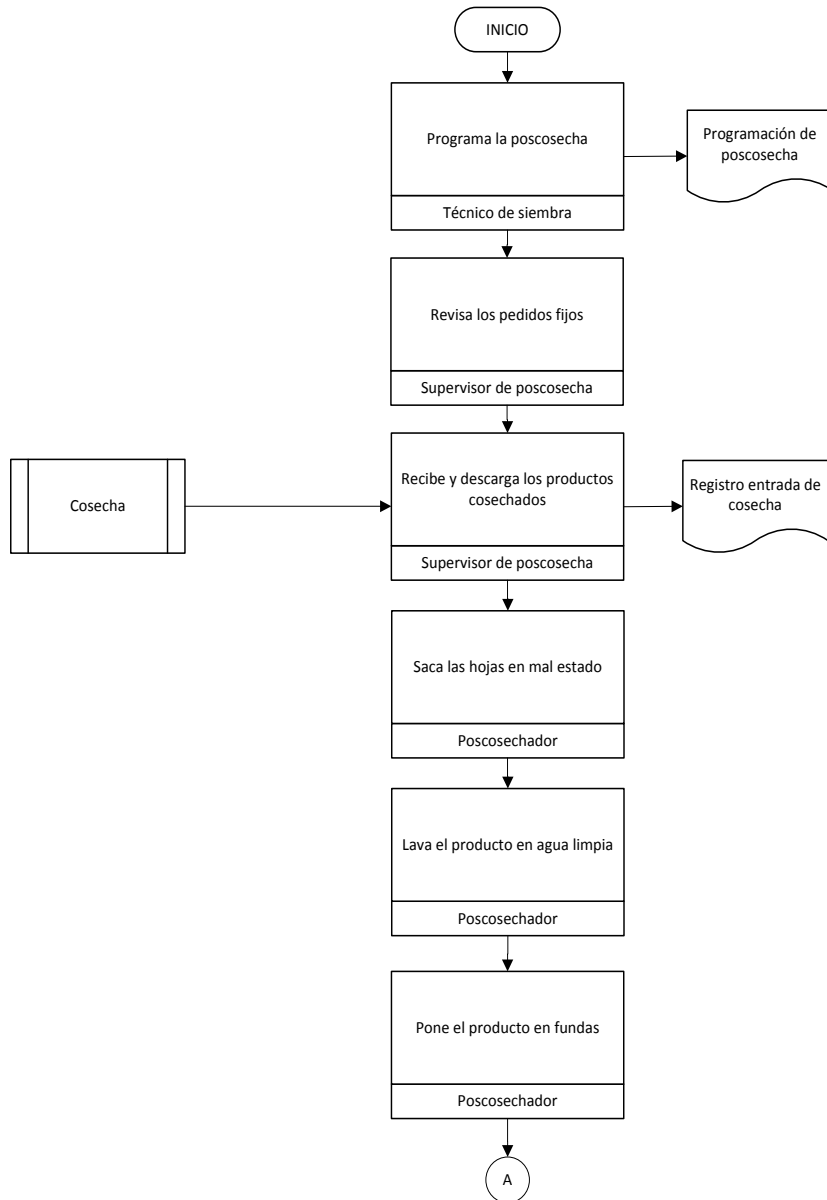 INICIO
Programa la poscosecha
Programación de
poscosecha
Técnico de siembra
Revisa los pedidos fijos
Supervisor de poscosecha
Cosecha
Recibe y descarga los productos
cosechados
Registro entrada de
cosecha
Supervisor de poscosecha
Saca las hojas en mal estado
Poscosechador
Lava el producto en agua limpia
Poscosechador
Pone el producto en fundas
Poscosechador
A